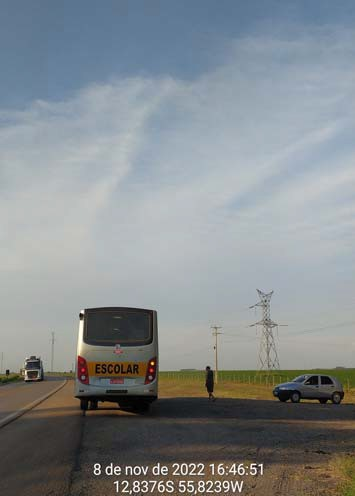 ESCOLAR
8 de nov de 2022 16:46:51
12,8376S 55,8239W